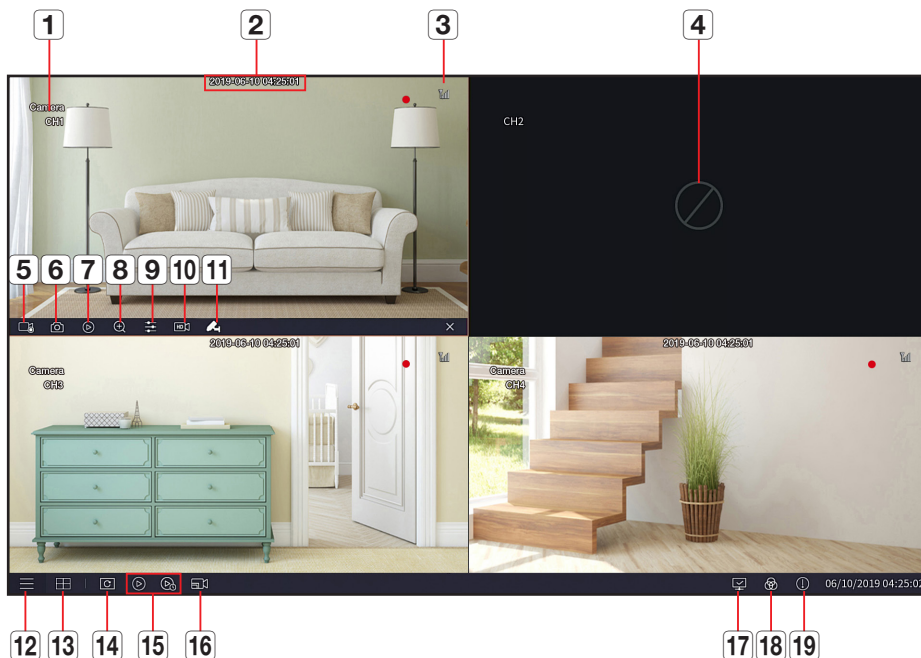 1 2 3 4
2019-06-10 04:25:01
Camera
CH1
CH2
5 6 7 8 9 10 11
HD
2019-06-10 04:25:01
Camera
CH3
2019-06-10 04:25:01
Camera
CH4
06/10/2019 04:25:02
12 13 14 15 16 17 18 19